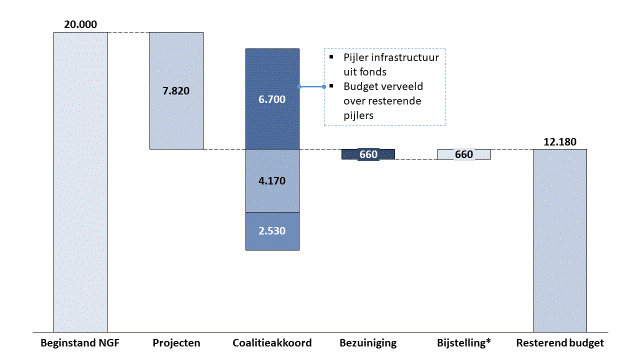 20.000
7.820
6.700
4.170
2.530
▪ Pijler infrastructuur
uit fonds
▪ Budget verveeld
over resterende
pijlers
660
660
12.180
Beginstand NGF
Projecten
Coalitieakkoord
Bezuiniging
Bijstelling*
Resterend budget